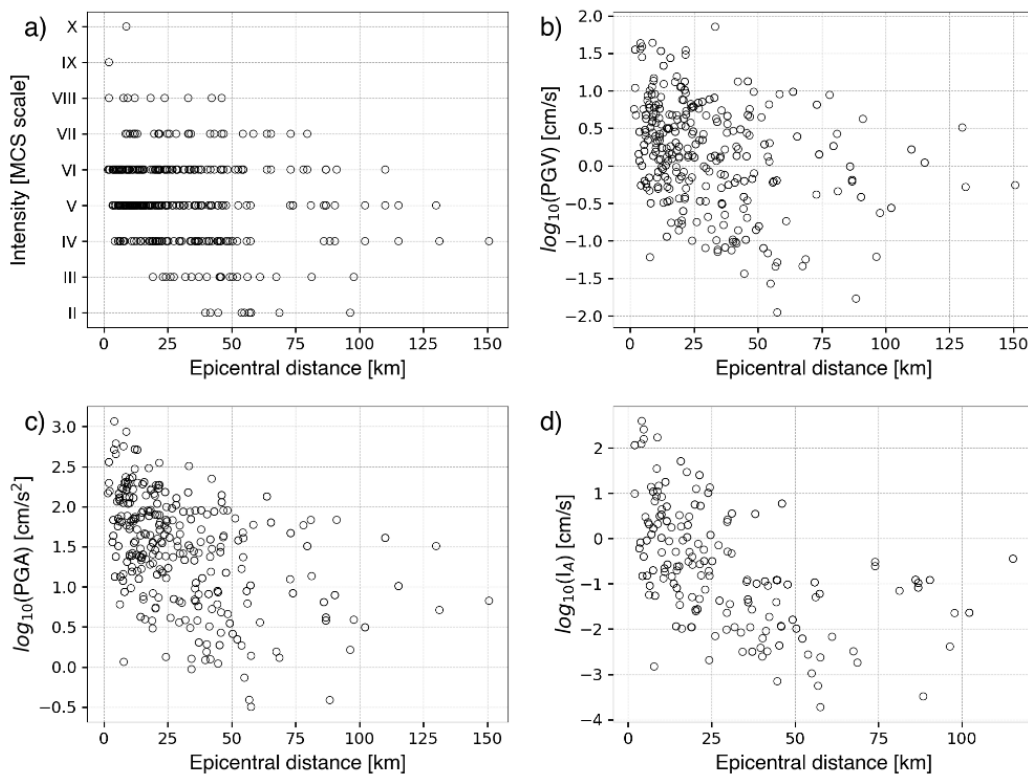 a)
Intensity [MCS scale]
X
IX
VIII
VII
VI
V
IV
III
II
0 25 50 75 100 125 150
Epicentral distance [km]
b)
log10(PGV) [cm/s]
2.0
1.5
1.0
0.5
0.0
−0.5
−1.0
−1.5
−2.0
0 25 50 75 100 125 150
Epicentral distance [km]
c)
log10(PGA) [cm/s²]
3.0
2.5
2.0
1.5
1.0
0.5
0.0
−0.5
0 25 50 75 100 125 150
Epicentral distance [km]
d)
log10(IA) [cm/s]
2
1
0
−1
−2
−3
−4
0 25 50 75 100
Epicentral distance [km]